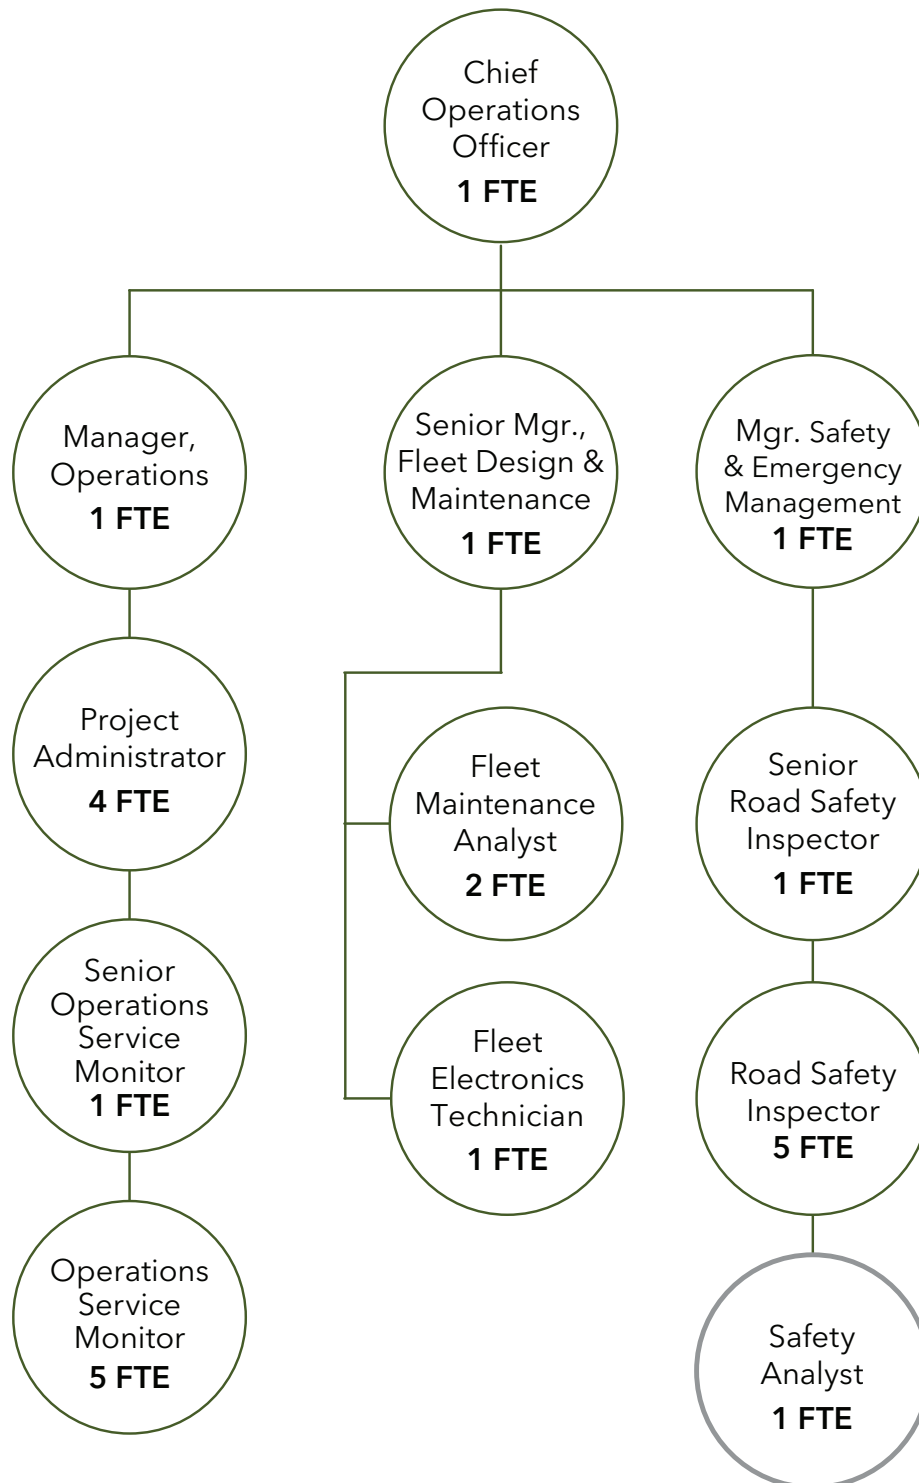 Chief
Operations
Officer
1 FTE
Manager,
Operations
1 FTE
Senior Mgr.,
Fleet Design &
Maintenance
1 FTE
Mgr. Safety
& Emergency
Management
1 FTE
Project
Administrator
4 FTE
Fleet
Maintenance
Analyst
2 FTE
Senior
Road Safety
Inspector
1 FTE
Senior
Operations
Service
Monitor
1 FTE
Fleet
Electronics
Technician
1 FTE
Road Safety
Inspector
5 FTE
Operations
Service
Monitor
5 FTE
Safety
Analyst
1 FTE